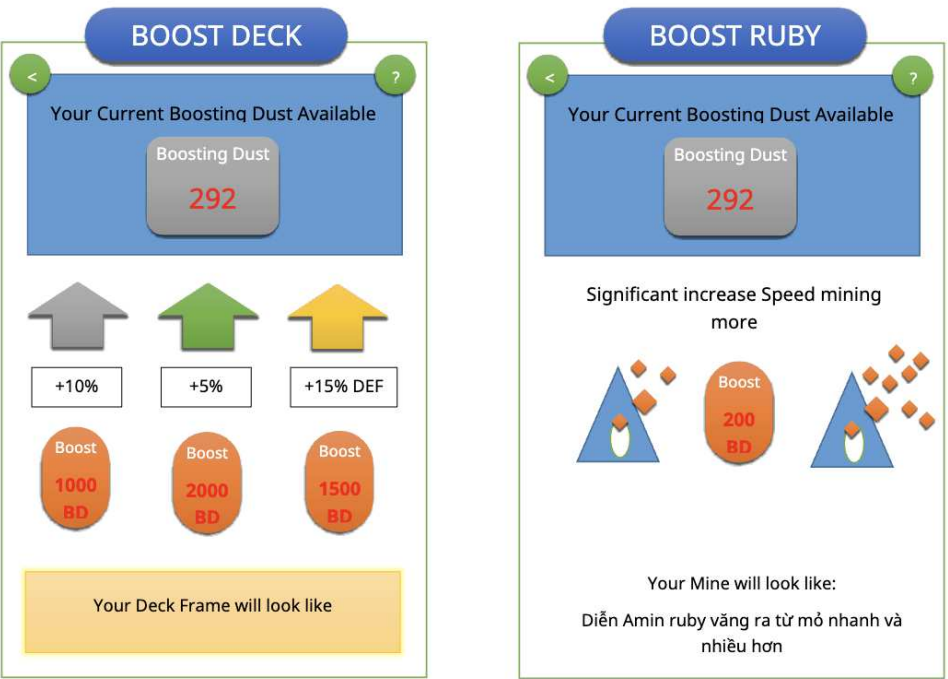 BOOST DECK
<
?
Your Current Boosting Dust Available
Boosting Dust
292
+10%
+5%
+15% DEF
Boost
1000
BD
Boost
2000
BD
Boost
1500
BD
Your Deck Frame will look like
BOOST RUBY
<
?
Your Current Boosting Dust Available
Boosting Dust
292
Significant increase Speed mining
more
Boost
200
BD
Your Mine will look like:
Diễn Amin ruby văng ra từ mỏ nhanh và
nhiều hơn